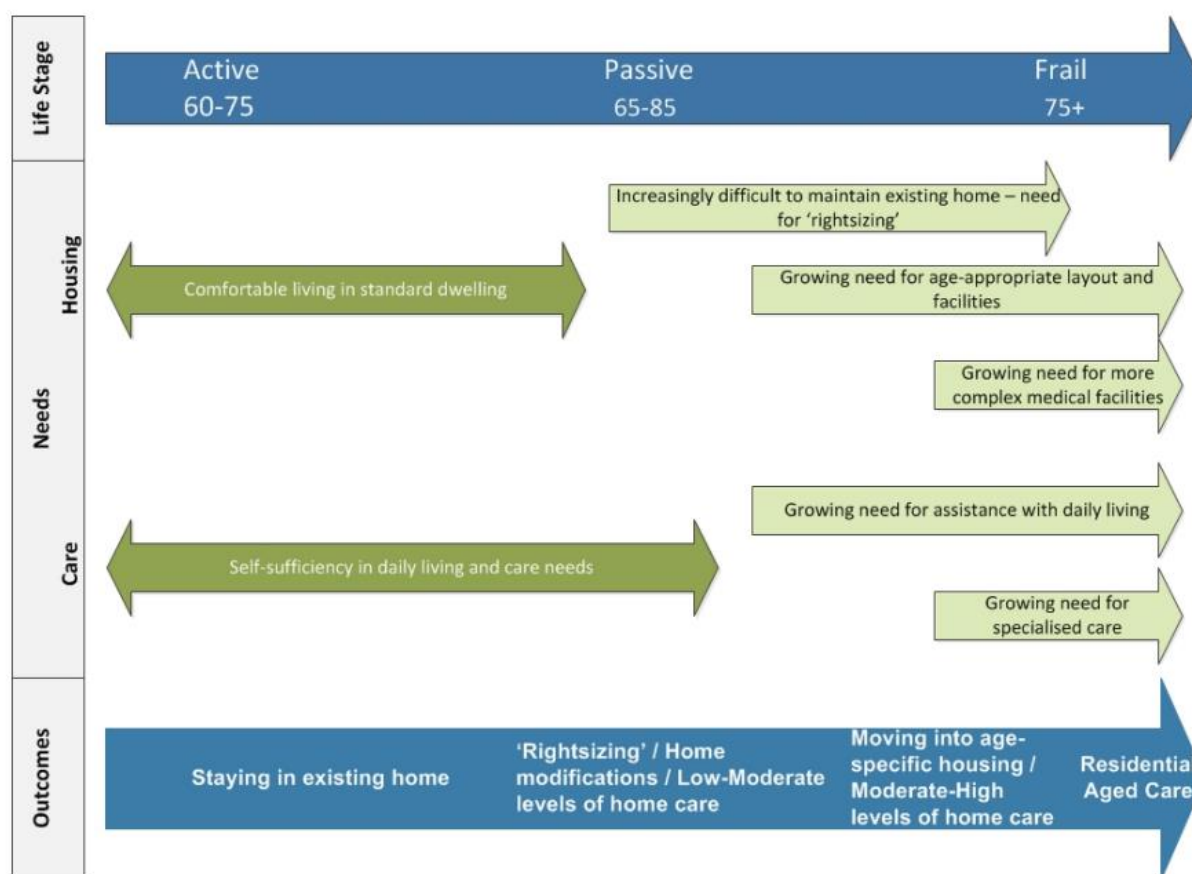 Life Stage
Active
60-75
Passive
65-85
Frail
75+
Needs
Housing
Increasingly difficult to maintain existing home – need
for ‘rightsizing’
Comfortable living in standard dwelling
Growing need for age-appropriate layout and
facilities
Growing need for more
complex medical facilities
Care
Growing need for assistance with daily living
Self-sufficiency in daily living and care needs
Growing need for
specialised care
Outcomes
Staying in existing home
‘Rightsizing’ / Home
modifications / Low-Moderate
levels of home care
Moving into age-
specific housing /
Moderate-High
levels of home care
Residentia
Aged Care